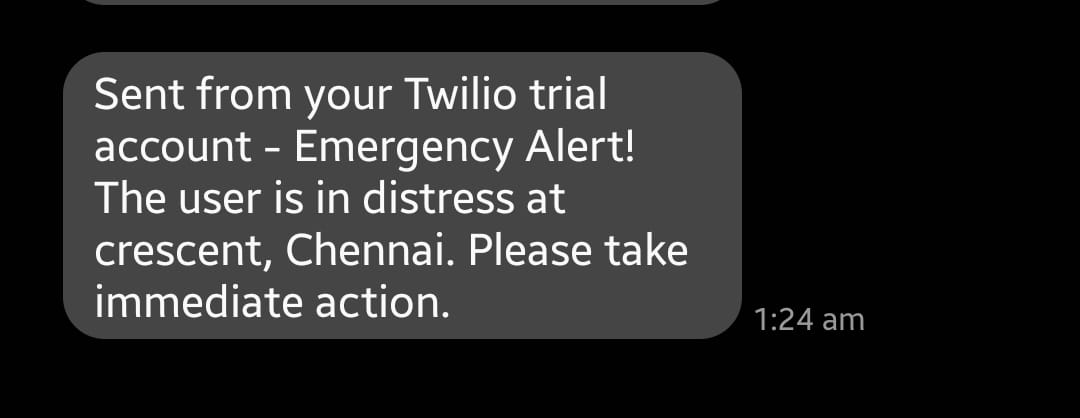 Sent from your Twilio trial
account - Emergency Alert!
The user is in distress at
crescent, Chennai. Please take
immediate action.
1:24 am